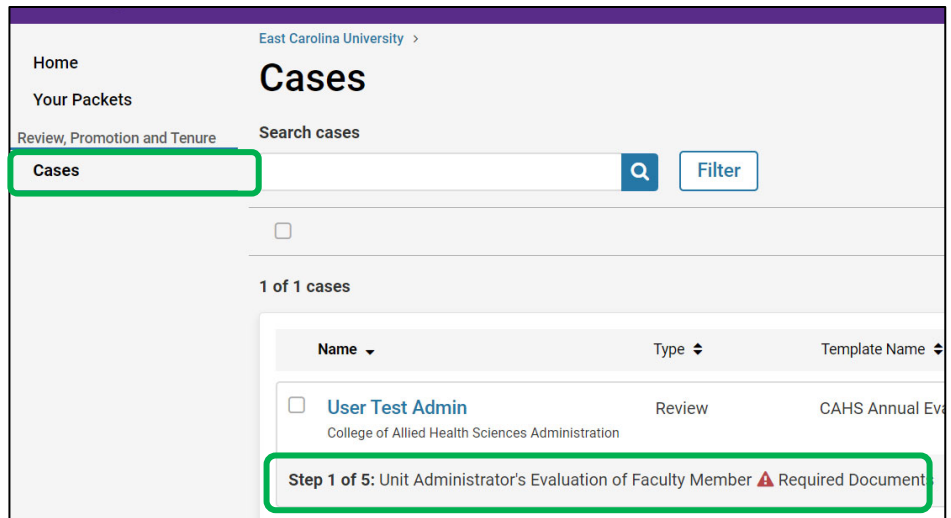 East Carolina University >
Home
Cases
Your Packets
Review, Promotion and Tenure
Search cases
Cases
Filter
1 of 1 cases
Name Type Template Name
User Test Admin Review CAHS Annual
College of Allied Health Sciences Administration
Step 1 of 5: Unit Administrator's Evaluation of Faculty Member Required Documents